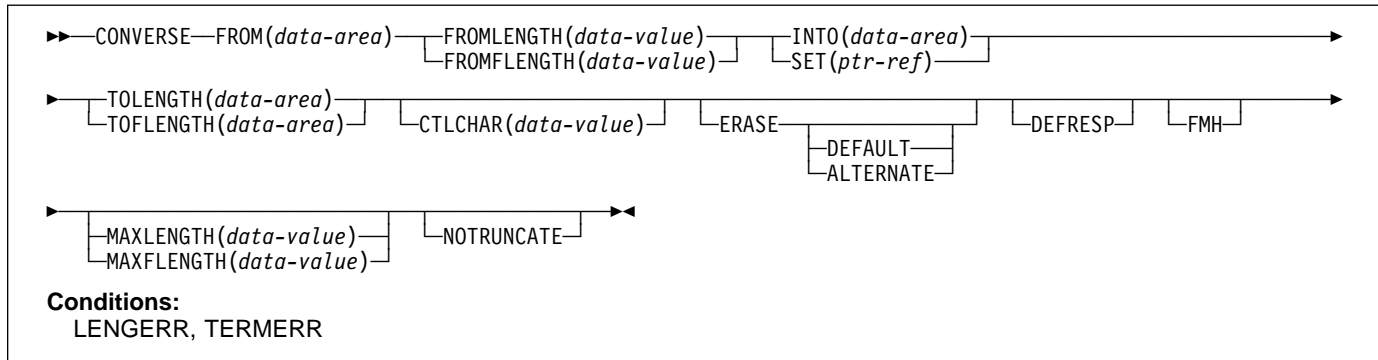 ►►──CONVERSE──FROM(data-area)──FROMLENGTH(data-value)──INTO(data-area)──►
FROMFLENGTH(data-value) SET(ptr-ref)
►──TOLENGTH(data-area)──►
TOFLENGTH(data-area) CTLCHAR(data-value) ERASE DEFRESP FMH
DEFAULT
ALTERNATE
►──►◄
MAXLENGTH(data-value) NOTRUNCATE
MAXFLENGTH(data-value)
Conditions:
LENGERR, TERMERR